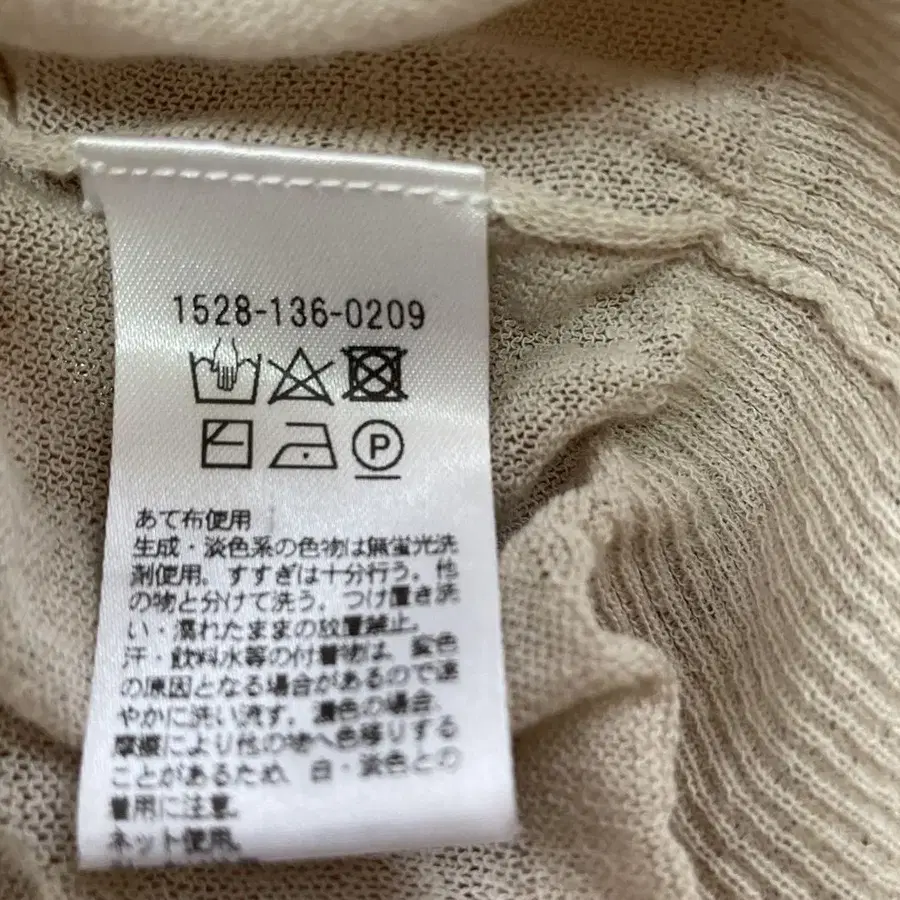 1528-136-0209
P
あて布使用
生成・淡色系の色物は無蛍光洗
剤使用。すすぎは十分行う。他
の物と分けて洗う。つけ置き洗
い・濡れたままの放置禁止。
汗・飲料水等の付着物は、変色
の原因となる場合があるので速
やかに洗い流す。濃色の場合、
摩擦により他の物へ色移りする
ことがあるため、白・淡色との
着用に注意。
ネット使用。